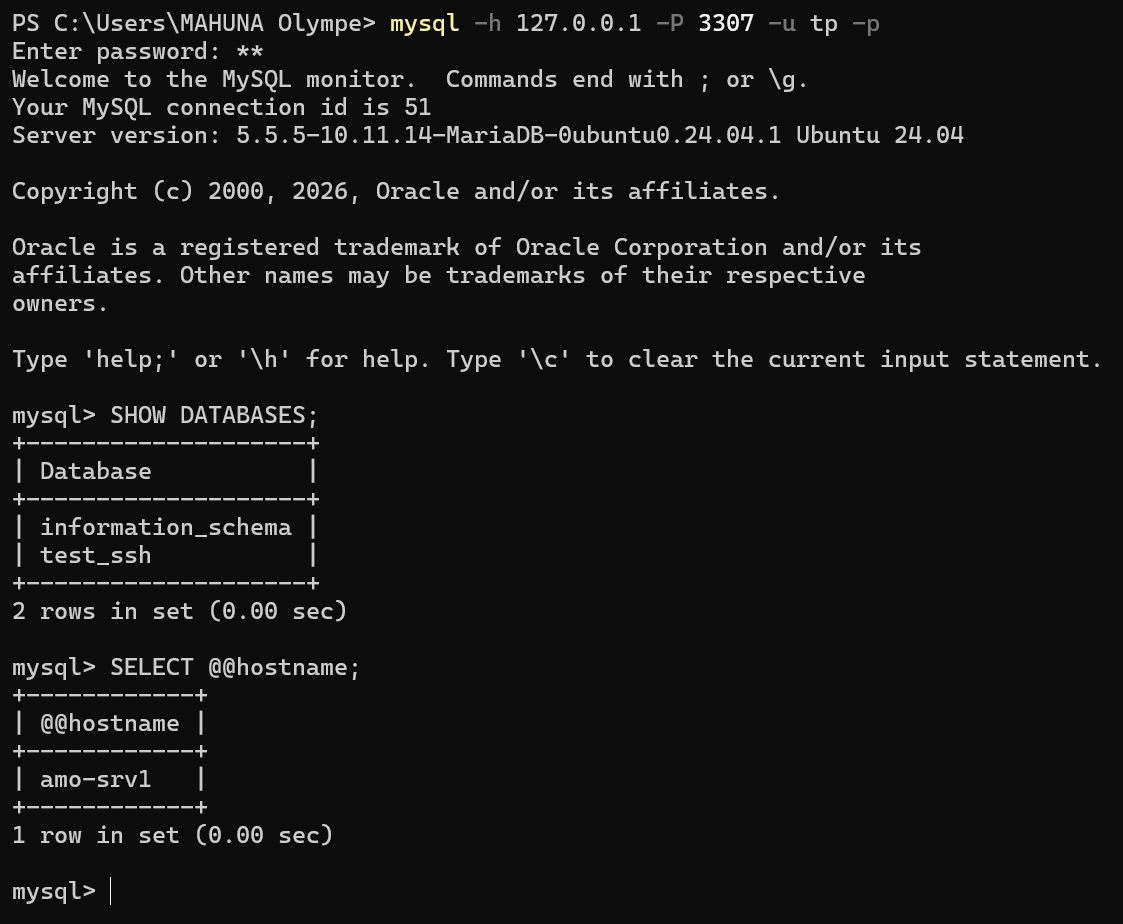 PS C:\Users\MAHUNA Olympe> mysql -h 127.0.0.1 -P 3307 -u tp -p
Enter password: **
Welcome to the MySQL monitor.  Commands end with ; or \g.
Your MySQL connection id is 51
Server version: 5.5.5-10.11.14-MariaDB-0ubuntu0.24.04.1 Ubuntu 24.04

Copyright (c) 2000, 2026, Oracle and/or its affiliates.

Oracle is a registered trademark of Oracle Corporation and/or its
affiliates. Other names may be trademarks of their respective
owners.

Type 'help;' or '\h' for help. Type '\c' to clear the current input statement.

mysql> SHOW DATABASES;
+--------------------+
| Database           |
+--------------------+
| information_schema |
| test_ssh           |
+--------------------+
2 rows in set (0.00 sec)

mysql> SELECT @@hostname;
+------------+
| @@hostname |
+------------+
| amo-srv1   |
+------------+
1 row in set (0.00 sec)

mysql>